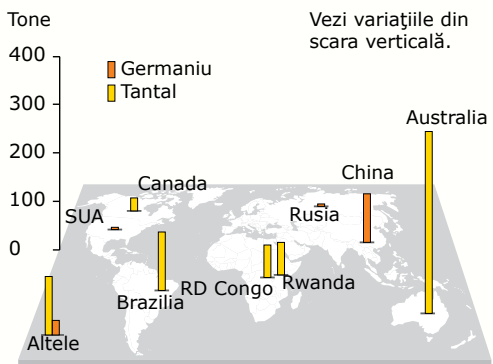 Tone
Vezi variaţiile din
scara verticală.
400
300
200
100
0
Germaniu
Tantal
Australia
China
Canada
SUA
Rusia
Brazilia
RD Congo
Rwanda
Altele